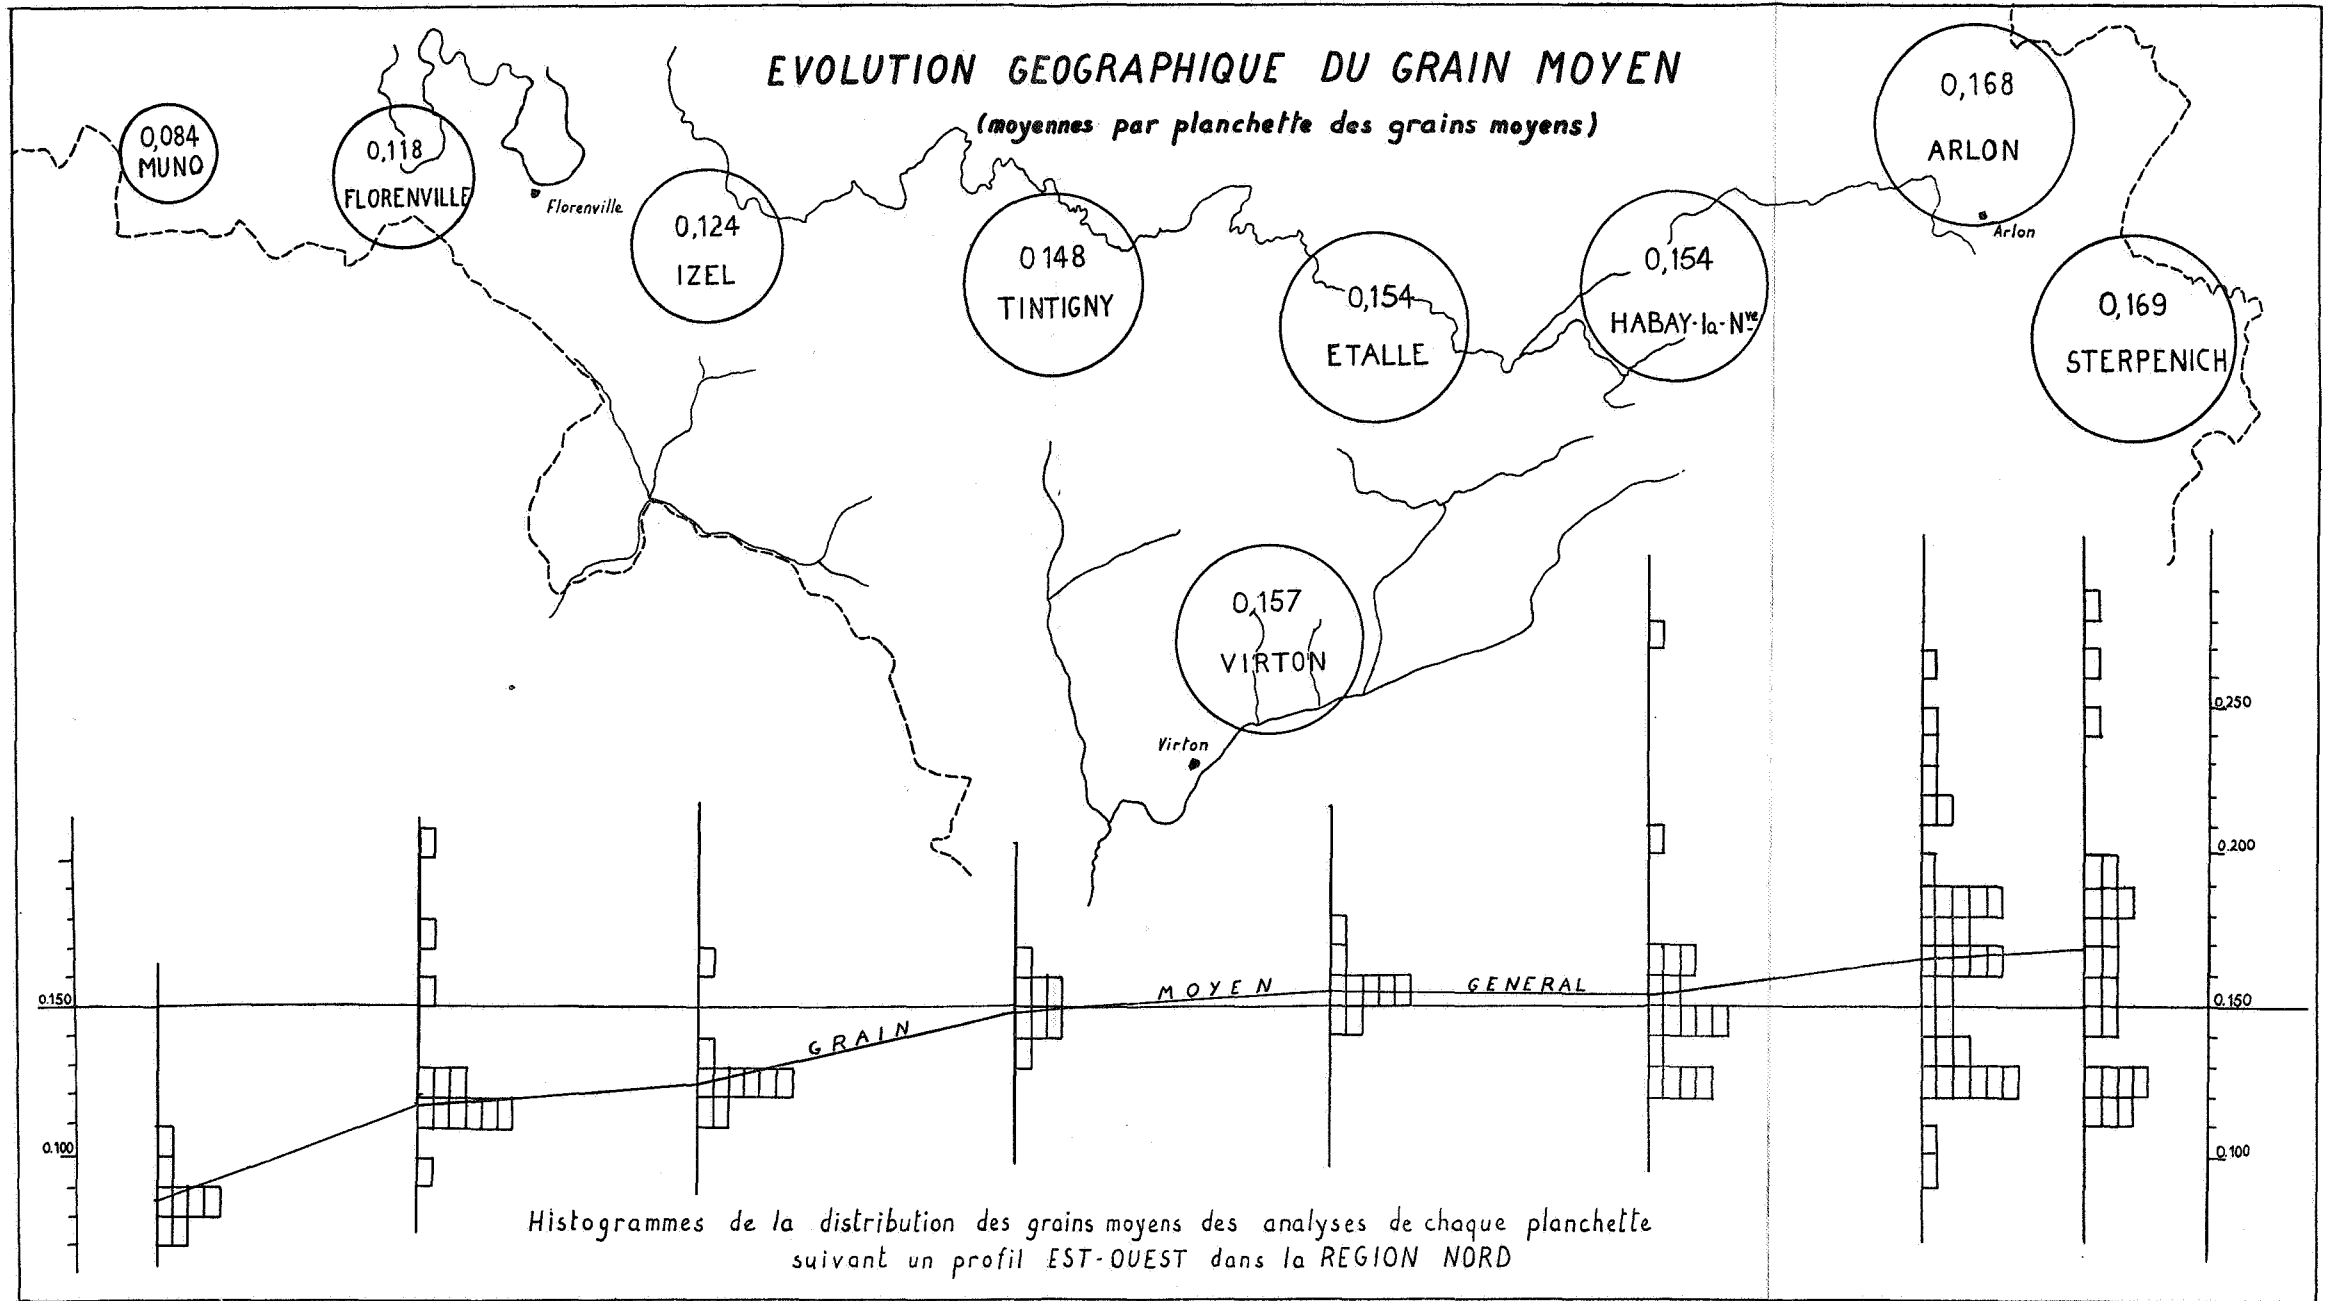 EVOLUTION GEOGRAPHIQUE DU GRAIN MOYEN
(moyennes par planchette des grains moyens)
0,084
MUNO
0,118
FLORENVILLE
Florenville
0,124
IZEL
0 148
TINTIGNY
0,154
ETALLE
0,154
HABAY-la-Nve
0,168
ARLON
Arlon
0,169
STERPENICH
0,157
VIRTON
Virton
0.250
0.200
0.150
0.100
0.150
0.100
GRAIN MOYEN GENERAL
Histogrammes de la distribution des grains moyens des analyses de chaque planchette
suivant un profil EST-OUEST dans la REGION NORD